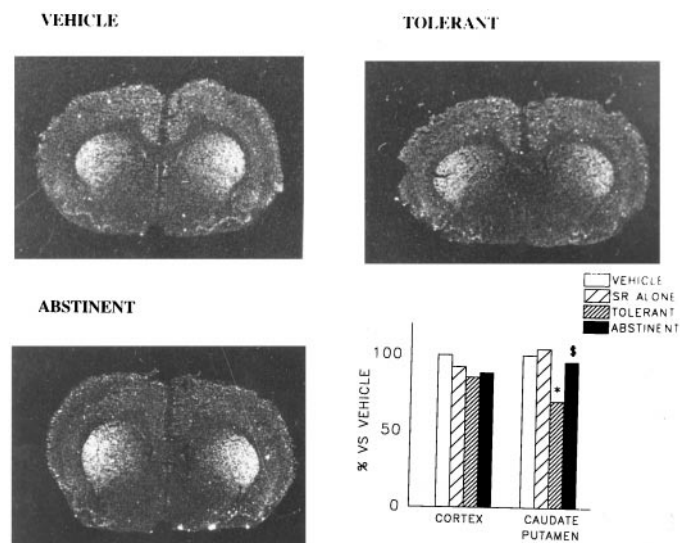 VEHICLE
TOLERANT
ABSTINENT
VEHICLE
SR ALONE
TOLERANT
ABSTINENT
% VS VEHICLE
100
50
0
*
$
CORTEX
CAUDATE
PUTAMEN